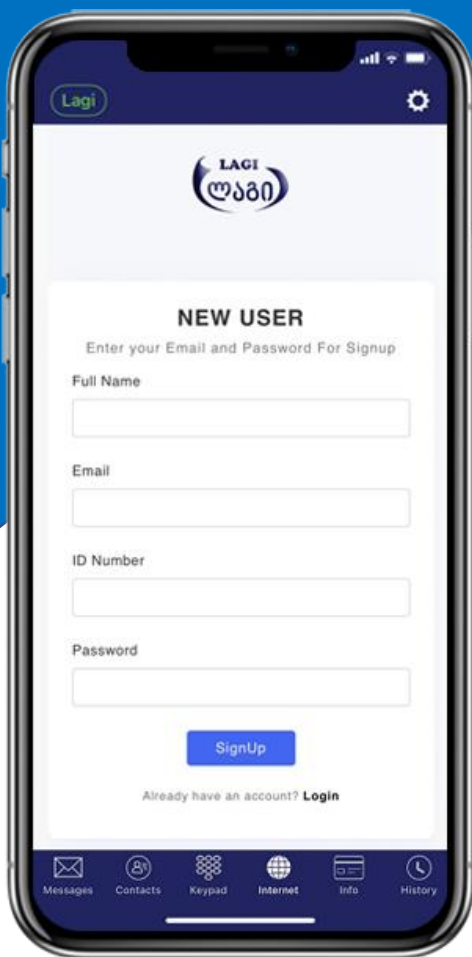 Lagi
LAGI
ლაგი
NEW USER
Enter your Email and Password For Signup
Full Name
Email
ID Number
Password
SignUp
Already have an account? Login
Messages Contacts Keypad Internet Info History